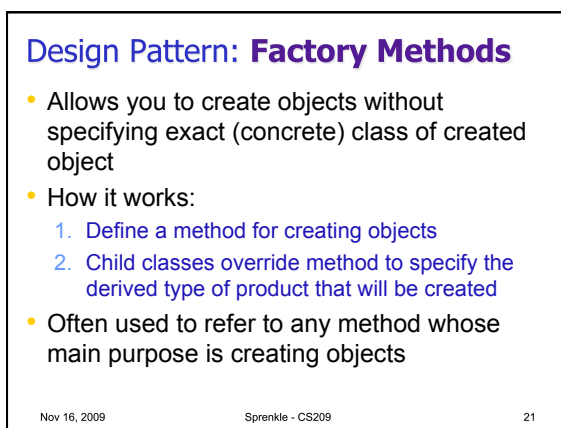 Design Pattern: Factory Methods
• Allows you to create objects without
specifying exact (concrete) class of created
object
• How it works:
1. Define a method for creating objects
2. Child classes override method to specify the
derived type of product that will be created
• Often used to refer to any method whose
main purpose is creating objects
Nov 16, 2009 Sprenkle - CS209 21